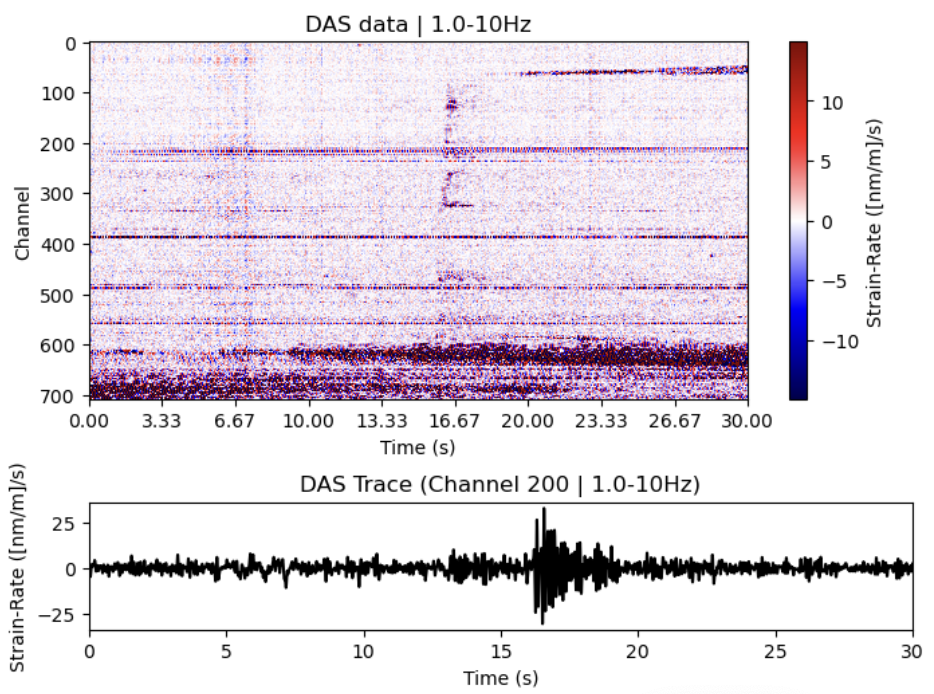 DAS data | 1.0-10Hz
0
100
200
300
400
500
600
700
Channel
0.00 3.33 6.67 10.00 13.33 16.67 20.00 23.33 26.67 30.00
Time (s)
10
5
0
−5
−10
Strain-Rate ([nm/m]/s)
DAS Trace (Channel 200 | 1.0-10Hz)
25
0
−25
Strain-Rate ([nm/m]/s)
0 5 10 15 20 25 30
Time (s)